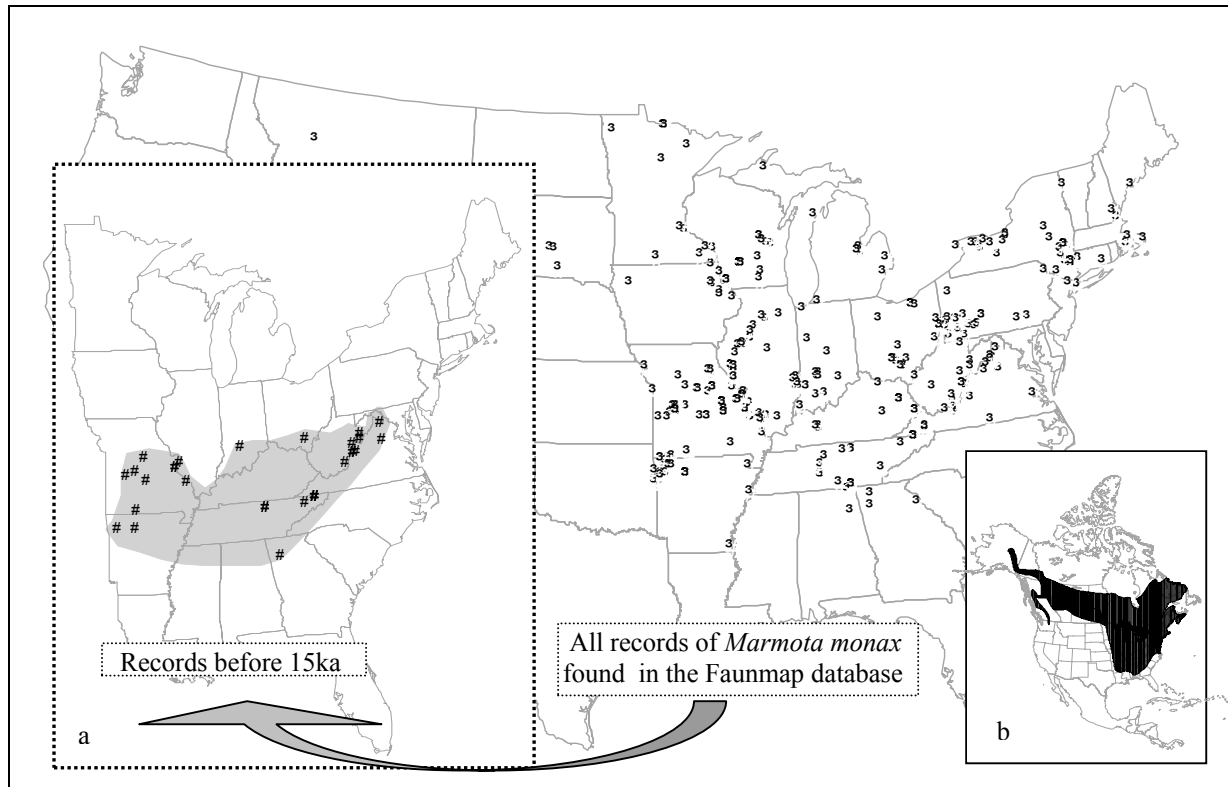 Records before 15ka
a
All records of Marmota monax
found in the Faunmap database
b